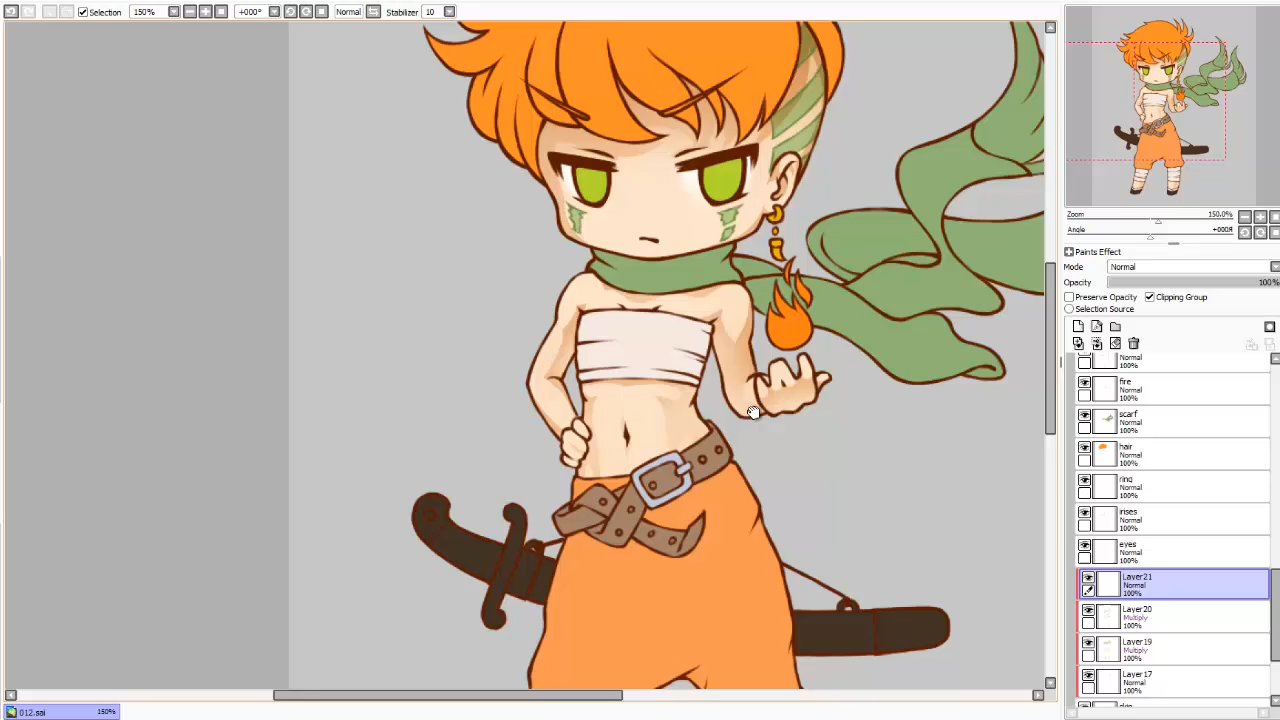 Selection 150% +000° Normal Stabilizer 10
Zoom 150.0%
Angle +000R
Paints Effect
Mode Normal
Opacity 100%
Preserve Opacity Clipping Group
Selection Source
Normal
100%
fire
Normal
100%
scarf
Normal
100%
hair
Normal
100%
ring
Normal
100%
irises
Normal
100%
eyes
Normal
100%
Layer21
Normal
100%
Layer20
Multiply
100%
Layer19
Multiply
100%
Layer17
Normal
100%
012.sai 150%